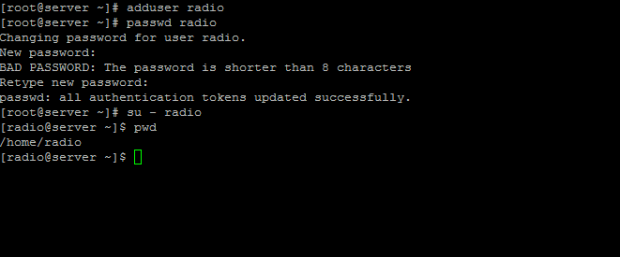 [root@server ~]# adduser radio
[root@server ~]# passwd radio
Changing password for user radio.
New password:
BAD PASSWORD: The password is shorter than 8 characters
Retype new password:
passwd: all authentication tokens updated successfully.
[root@server ~]# su - radio
[radio@server ~]$ pwd
/home/radio
[radio@server ~]$